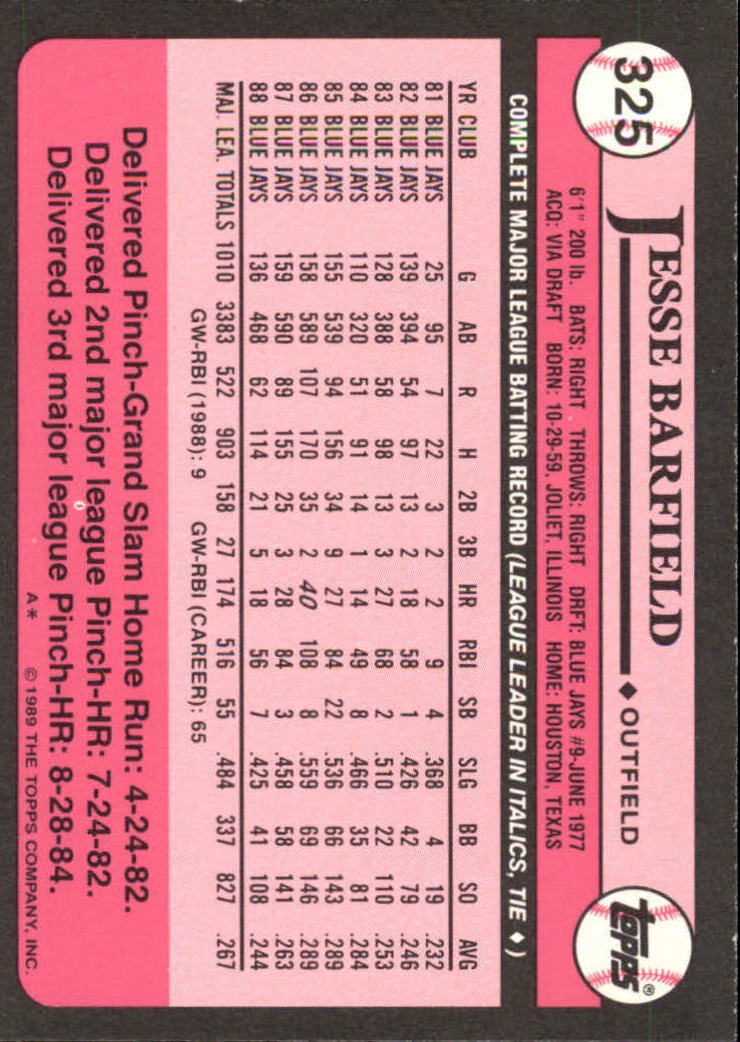 325
JESSE BARFIELD ♦ OUTFIELD
topps®
6'1" 200 lb. BATS: RIGHT THROWS: RIGHT DRFT: BLUE JAYS #9-JUNE 1977
ACQ: VIA DRAFT BORN: 10-29-59, JOLIET, ILLINOIS HOME: HOUSTON, TEXAS
COMPLETE MAJOR LEAGUE BATTING RECORD (LEAGUE LEADER IN ITALICS, TIE ♦)
YR CLUB G AB R H 2B 3B HR RBI SB SLG BB SO AVG
81 BLUE JAYS 25 95 7 22 3 2 2 9 4 .368 4 19 .232
82 BLUE JAYS 139 394 54 97 13 2 18 58 1 .426 42 79 .246
83 BLUE JAYS 128 388 58 98 13 3 27 68 2 .510 22 110 .253
84 BLUE JAYS 110 320 51 91 14 1 14 49 8 .466 35 81 .284
85 BLUE JAYS 155 539 94 156 34 9 27 84 22 .536 66 143 .289
86 BLUE JAYS 158 589 107 170 35 2 40 108 8 .559 69 146 .289
87 BLUE JAYS 159 590 89 155 25 3 28 84 3 .458 58 141 .263
88 BLUE JAYS 136 468 62 114 21 5 18 56 7 .425 41 108 .244
MAJ. LEA. TOTALS 1010 3383 522 903 158 27 174 516 55 .484 337 827 .267
GW-RBI (1988): 9 GW-RBI (CAREER): 65
Delivered Pinch-Grand Slam Home Run: 4-24-82.
Delivered 2nd major league Pinch-HR: 7-24-82.
Delivered 3rd major league Pinch-HR: 8-28-84.
A* © 1989 THE TOPPS COMPANY, INC.